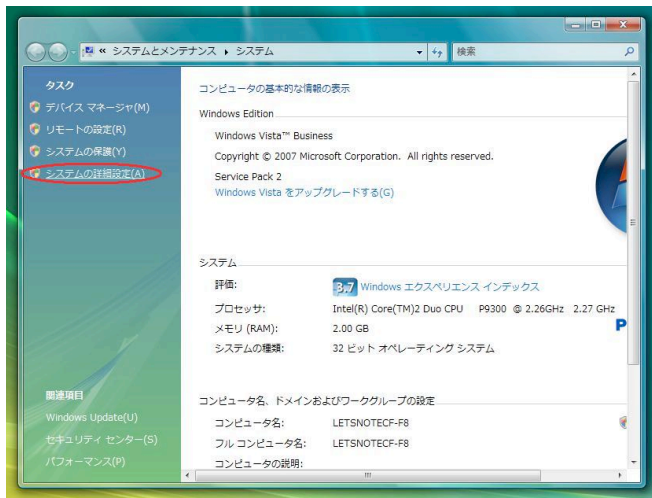 « システムとメンテナンス ▸ システム
検索
タスク
デバイス マネージャ(M)
リモートの設定(R)
システムの保護(Y)
システムの詳細設定(A)
関連項目
Windows Update(U)
セキュリティ センター(S)
パフォーマンス(P)
コンピュータの基本的な情報の表示
Windows Edition
Windows Vista™ Business
Copyright © 2007 Microsoft Corporation. All rights reserved.
Service Pack 2
Windows Vista をアップグレードする(G)
システム
評価: 3.7 Windows エクスペリエンス インデックス
プロセッサ: Intel(R) Core(TM)2 Duo CPU P9300 @ 2.26GHz 2.27 GHz
メモリ (RAM): 2.00 GB
P
システムの種類: 32 ビット オペレーティング システム
コンピュータ名、ドメインおよびワークグループの設定
コンピュータ名: LETSNOTECF-F8
フル コンピュータ名: LETSNOTECF-F8
コンピュータの説明: